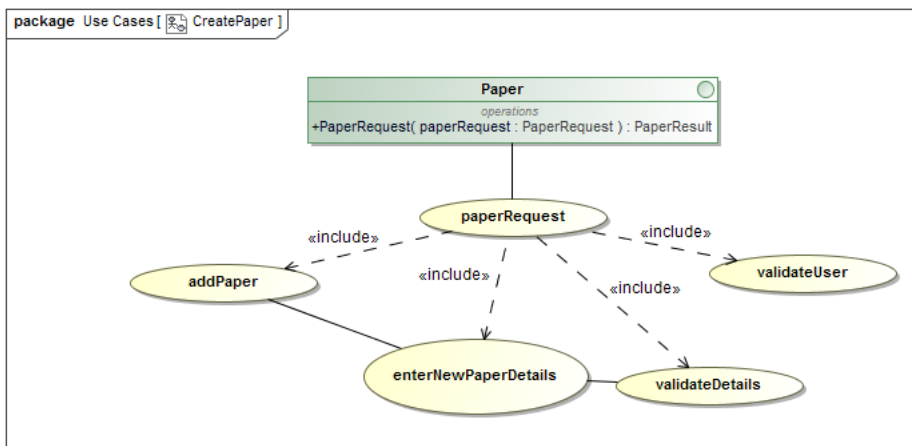 package Use Cases [ CreatePaper ]
Paper
operations
+PaperRequest( paperRequest : PaperRequest ) : PaperResult
paperRequest
«include»
«include»
«include»
«include»
addPaper
validateUser
enterNewPaperDetails
validateDetails